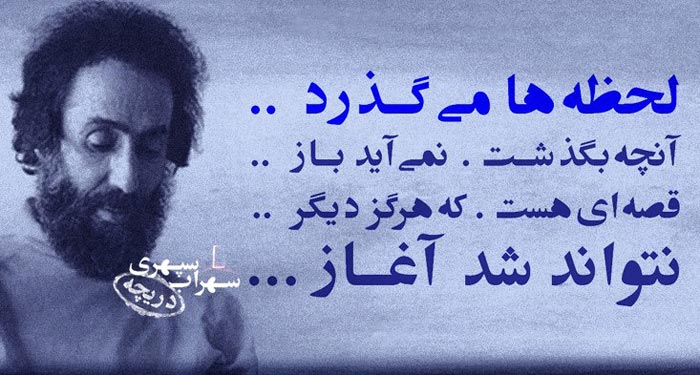 لحظه ها می گذرد ..
آنچه بگذشت . نمی آید باز ..
قصه ای هست . که هرگز دیگر ..
نتواند شد آغاز ...
سهراب سپهری
دریچه